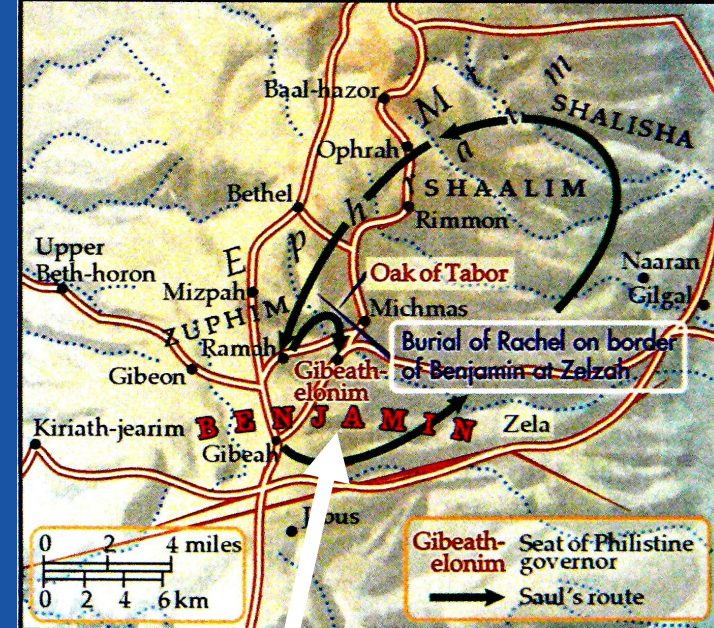 Baal-hazor
Mt
Ephraim
SHALISHA
Ophrah
SHAALIM
Bethel
Rimmon
Upper
Beth-horon
Naaran
Oak of Tabor
Mizpah
Gilgal
ZUPHIM
Michmas
Ramah
Burial of Rachel on border
of Benjamin at Zelzah
Gibeon
Gibeath-
elonim
Kiriath-jearim
BENJAMIN
Zela
Gibeah
Jebus
0 2 4 miles
0 2 4 6 km
Gibeath-
elonim
Seat of Philistine
governor
Saul's route